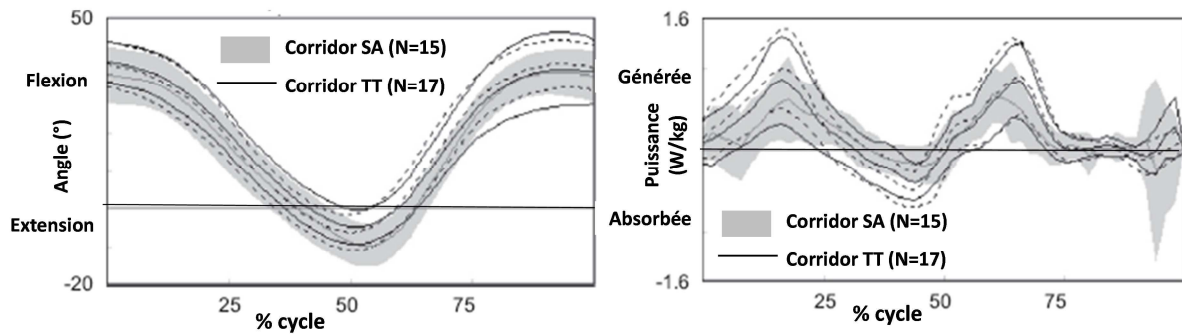 50
Flexion
Angle (°)
Extension
-20
Corridor SA (N=15)
Corridor TT (N=17)
25
50
75
% cycle
1.6
Générée
Puissance
(W/kg)
Absorbée
-1.6
Corridor SA (N=15)
Corridor TT (N=17)
25
50
75
% cycle